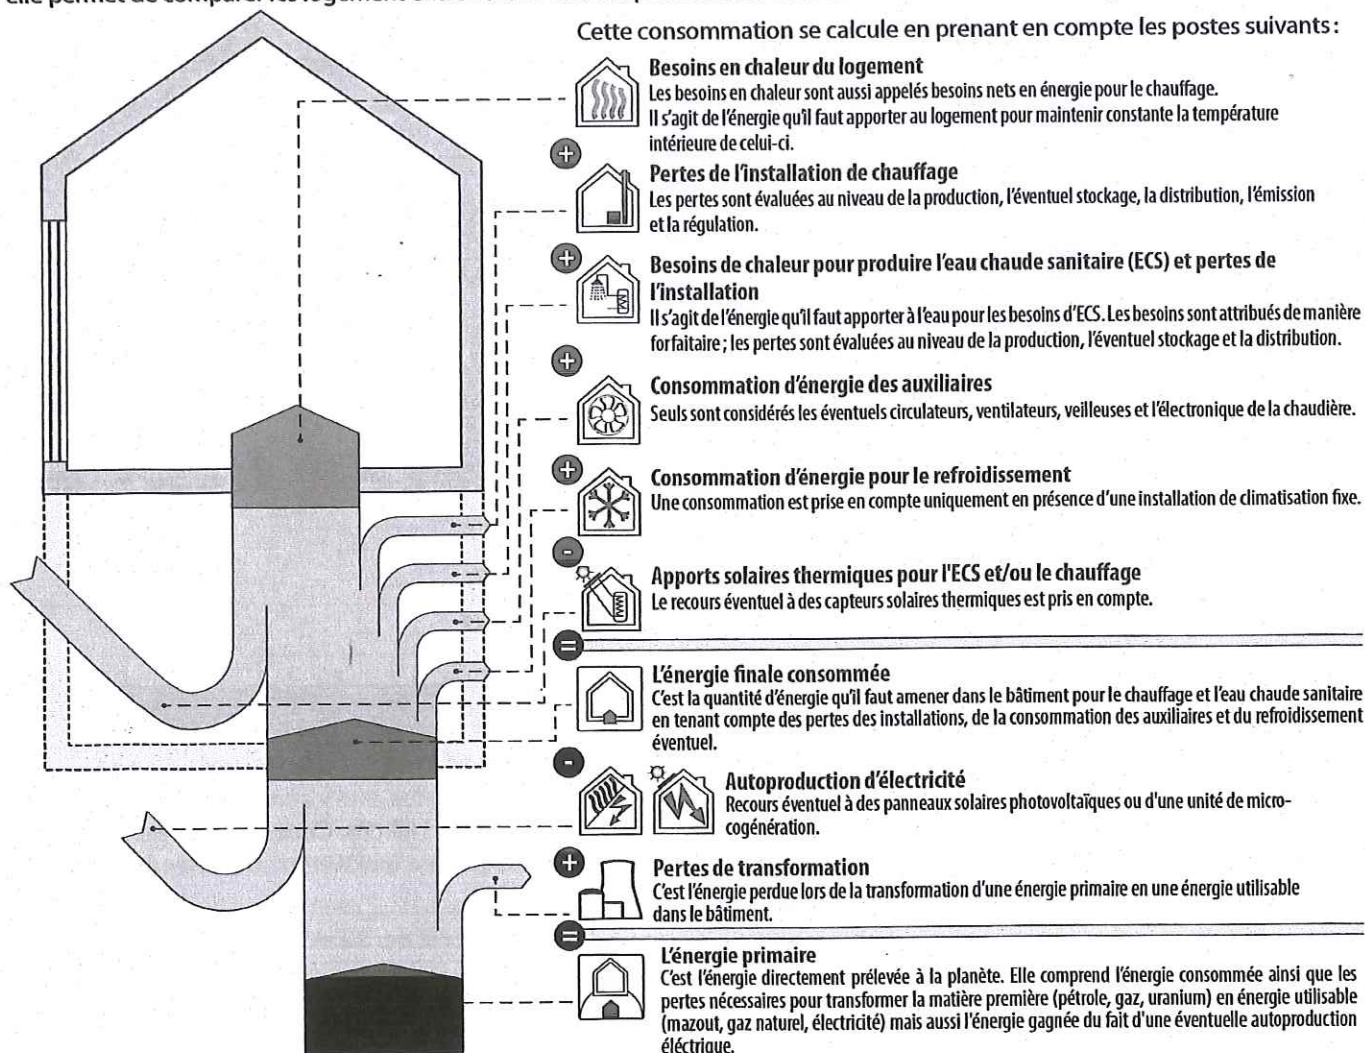 Cette consommation se calcule en prenant en compte les postes suivants :
Besoins en chaleur du logement
Les besoins en chaleur sont aussi appelés besoins nets en énergie pour le chauffage.
Il s'agit de l'énergie qu'il faut apporter au logement pour maintenir constante la température
intérieure de celui-ci.
+
Pertes de l'installation de chauffage
Les pertes sont évaluées au niveau de la production, l'éventuel stockage, la distribution, l'émission
et la régulation.
+
Besoins de chaleur pour produire l'eau chaude sanitaire (ECS) et pertes de
l'installation
Il s'agit de l'énergie qu'il faut apporter à l'eau pour les besoins d'ECS. Les besoins sont attribués de manière
forfaitaire ; les pertes sont évaluées au niveau de la production, l'éventuel stockage et la distribution.
+
Consommation d'énergie des auxiliaires
Seuls sont considérés les éventuels circulateurs, ventilateurs, veilleuses et l'électronique de la chaudière.
+
Consommation d'énergie pour le refroidissement
Une consommation est prise en compte uniquement en présence d'une installation de climatisation fixe.
-
Apports solaires thermiques pour l'ECS et/ou le chauffage
Le recours éventuel à des capteurs solaires thermiques est pris en compte.
=
L'énergie finale consommée
C'est la quantité d'énergie qu'il faut amener dans le bâtiment pour le chauffage et l'eau chaude sanitaire
en tenant compte des pertes des installations, de la consommation des auxiliaires et du refroidissement
éventuel.
-
Autoproduction d'électricité
Recours éventuel à des panneaux solaires photovoltaïques ou d'une unité de micro-
cogénération.
+
Pertes de transformation
C'est l'énergie perdue lors de la transformation d'une énergie primaire en une énergie utilisable
dans le bâtiment.
=
L'énergie primaire
C'est l'énergie directement prélevée à la planète. Elle comprend l'énergie consommée ainsi que les
pertes nécessaires pour transformer la matière première (pétrole, gaz, uranium) en énergie utilisable
(mazout, gaz naturel, électricité) mais aussi l'énergie gagnée du fait d'une éventuelle autoproduction
éléctrique.